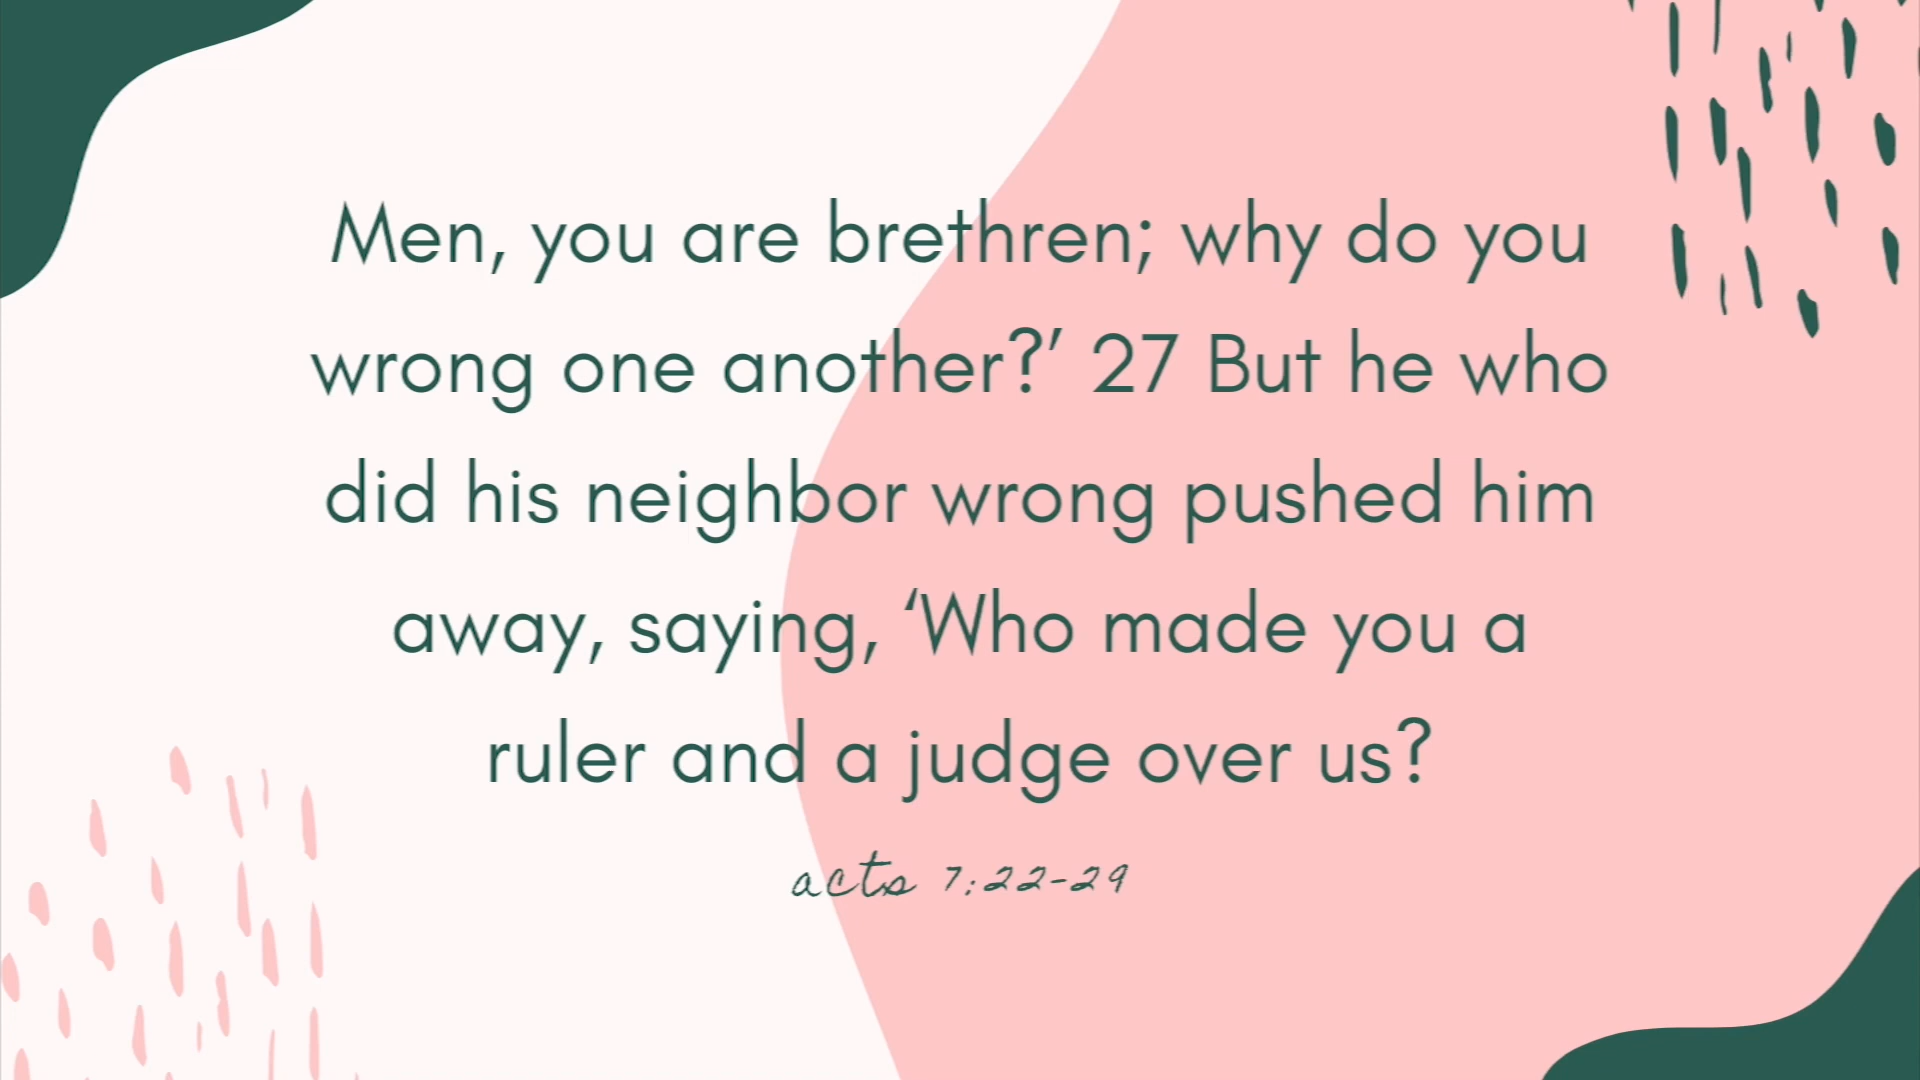 Men, you are brethren; why do you
wrong one another?’ 27 But he who
did his neighbor wrong pushed him
away, saying, ‘Who made you a
ruler and a judge over us?
acts 7:22-29